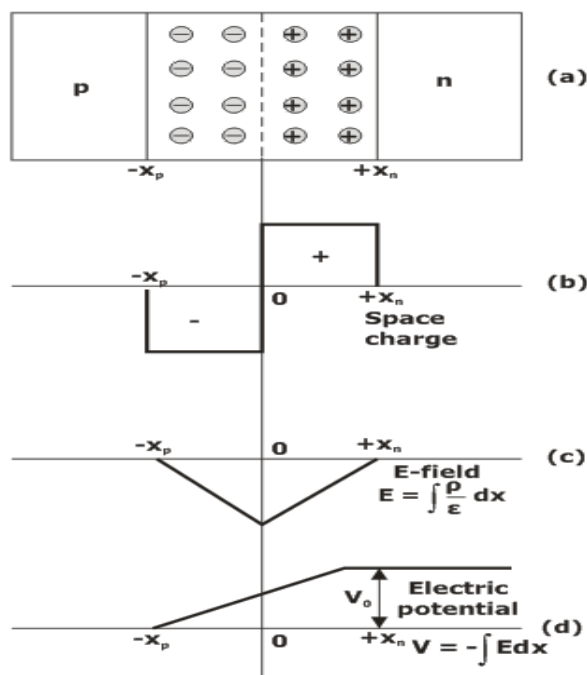 p n (a)
-xₚ +xₙ
-xₚ + (b)
- 0 +xₙ
Space
charge
-xₚ 0 +xₙ (c)
E-field
E = ∫ ρ/ε dx
V₀ Electric
potential
(d)
-xₚ 0 +xₙ V = -∫ Edx